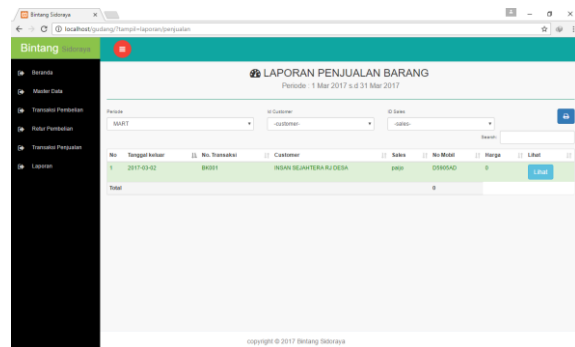 Bintang Sidoraya
localhost/gudang/?tampil=laporan/penjualan
Bintang Sidoraya
Beranda
Master Data
Transaksi Pembelian
Retur Pembelian
Transaksi Penjualan
Laporan
LAPORAN PENJUALAN BARANG
Periode : 1 Mar 2017 s.d 31 Mar 2017
Periode Id Customer ID Sales
MART -customer- -sales-
Search:
No Tanggal keluar No. Transaksi Customer Sales No Mobil Harga Lihat
1 2017-03-02 BK001 INSAN SEJAHTERA RJ DESA 0 Lihat
Total 0
copyright © 2017 Bintang Sidoraya